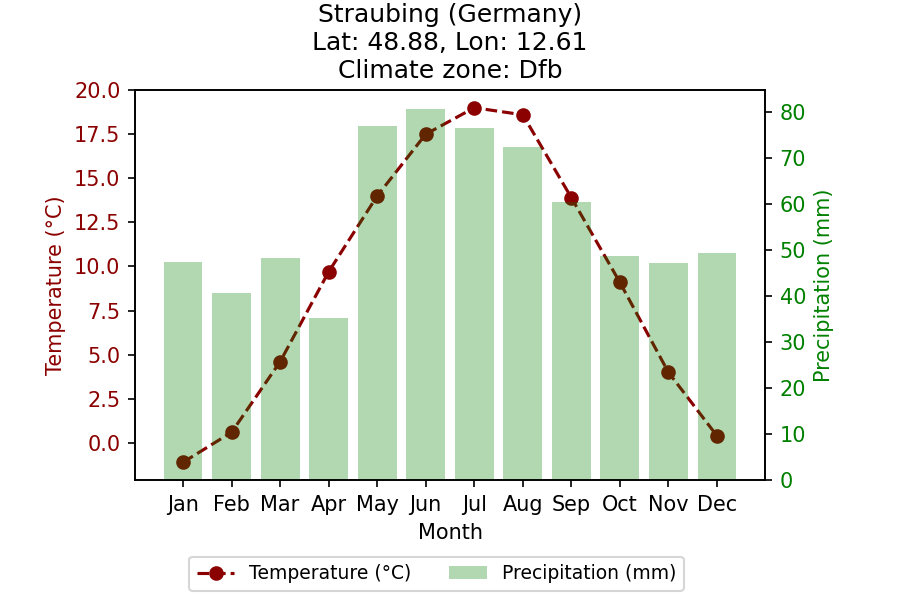 Straubing (Germany)
Lat: 48.88, Lon: 12.61
Climate zone: Dfb
Temperature (°C)
20.0
17.5
15.0
12.5
10.0
7.5
5.0
2.5
0.0
80
70
60
50
40
30
20
10
0
Precipitation (mm)
Jan Feb Mar Apr May Jun Jul Aug Sep Oct Nov Dec
Month
Temperature (°C) Precipitation (mm)